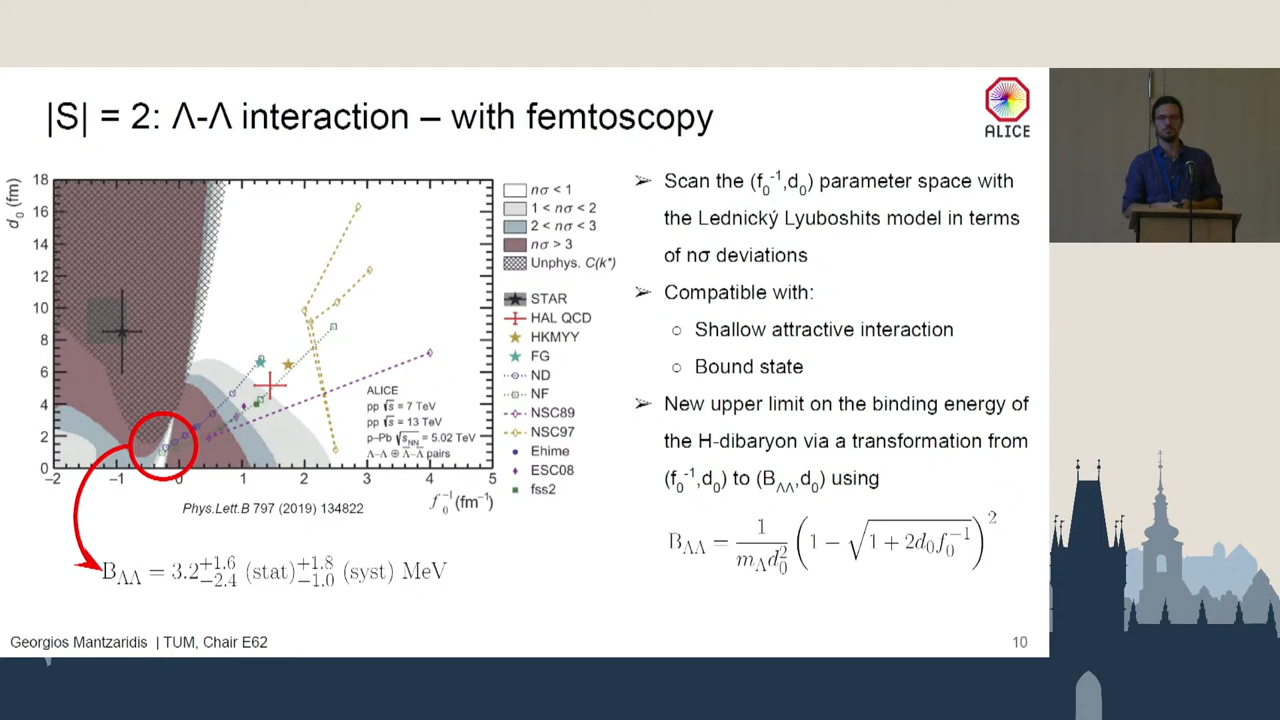 |S| = 2: Λ-Λ interaction – with femtoscopy
ALICE
d₀ (fm)
18
16
14
12
10
8
6
4
2
0
−2 −1 0 1 2 3 4 5
f₀⁻¹ (fm⁻¹)
nσ < 1
1 < nσ < 2
2 < nσ < 3
nσ > 3
Unphys. C(k*)
STAR
HAL QCD
HKMYY
FG
ND
NF
NSC89
NSC97
Ehime
ESC08
fss2
ALICE
pp √s = 7 TeV
pp √s = 13 TeV
p–Pb √s_NN = 5.02 TeV
Λ–Λ ⊕ Λ̅–Λ̅ pairs
Phys.Lett.B 797 (2019) 134822
B_ΛΛ = 3.2 +1.6 −2.4 (stat) +1.8 −1.0 (syst) MeV
➢ Scan the (f₀⁻¹,d₀) parameter space with
the Lednický Lyuboshits model in terms
of nσ deviations
➢ Compatible with:
○ Shallow attractive interaction
○ Bound state
➢ New upper limit on the binding energy of
the H-dibaryon via a transformation from
(f₀⁻¹,d₀) to (B_ΛΛ,d₀) using
B_ΛΛ = 1/(m_Λ d₀²) (1 − √(1 + 2d₀f₀⁻¹))²
Georgios Mantzaridis | TUM, Chair E62
10